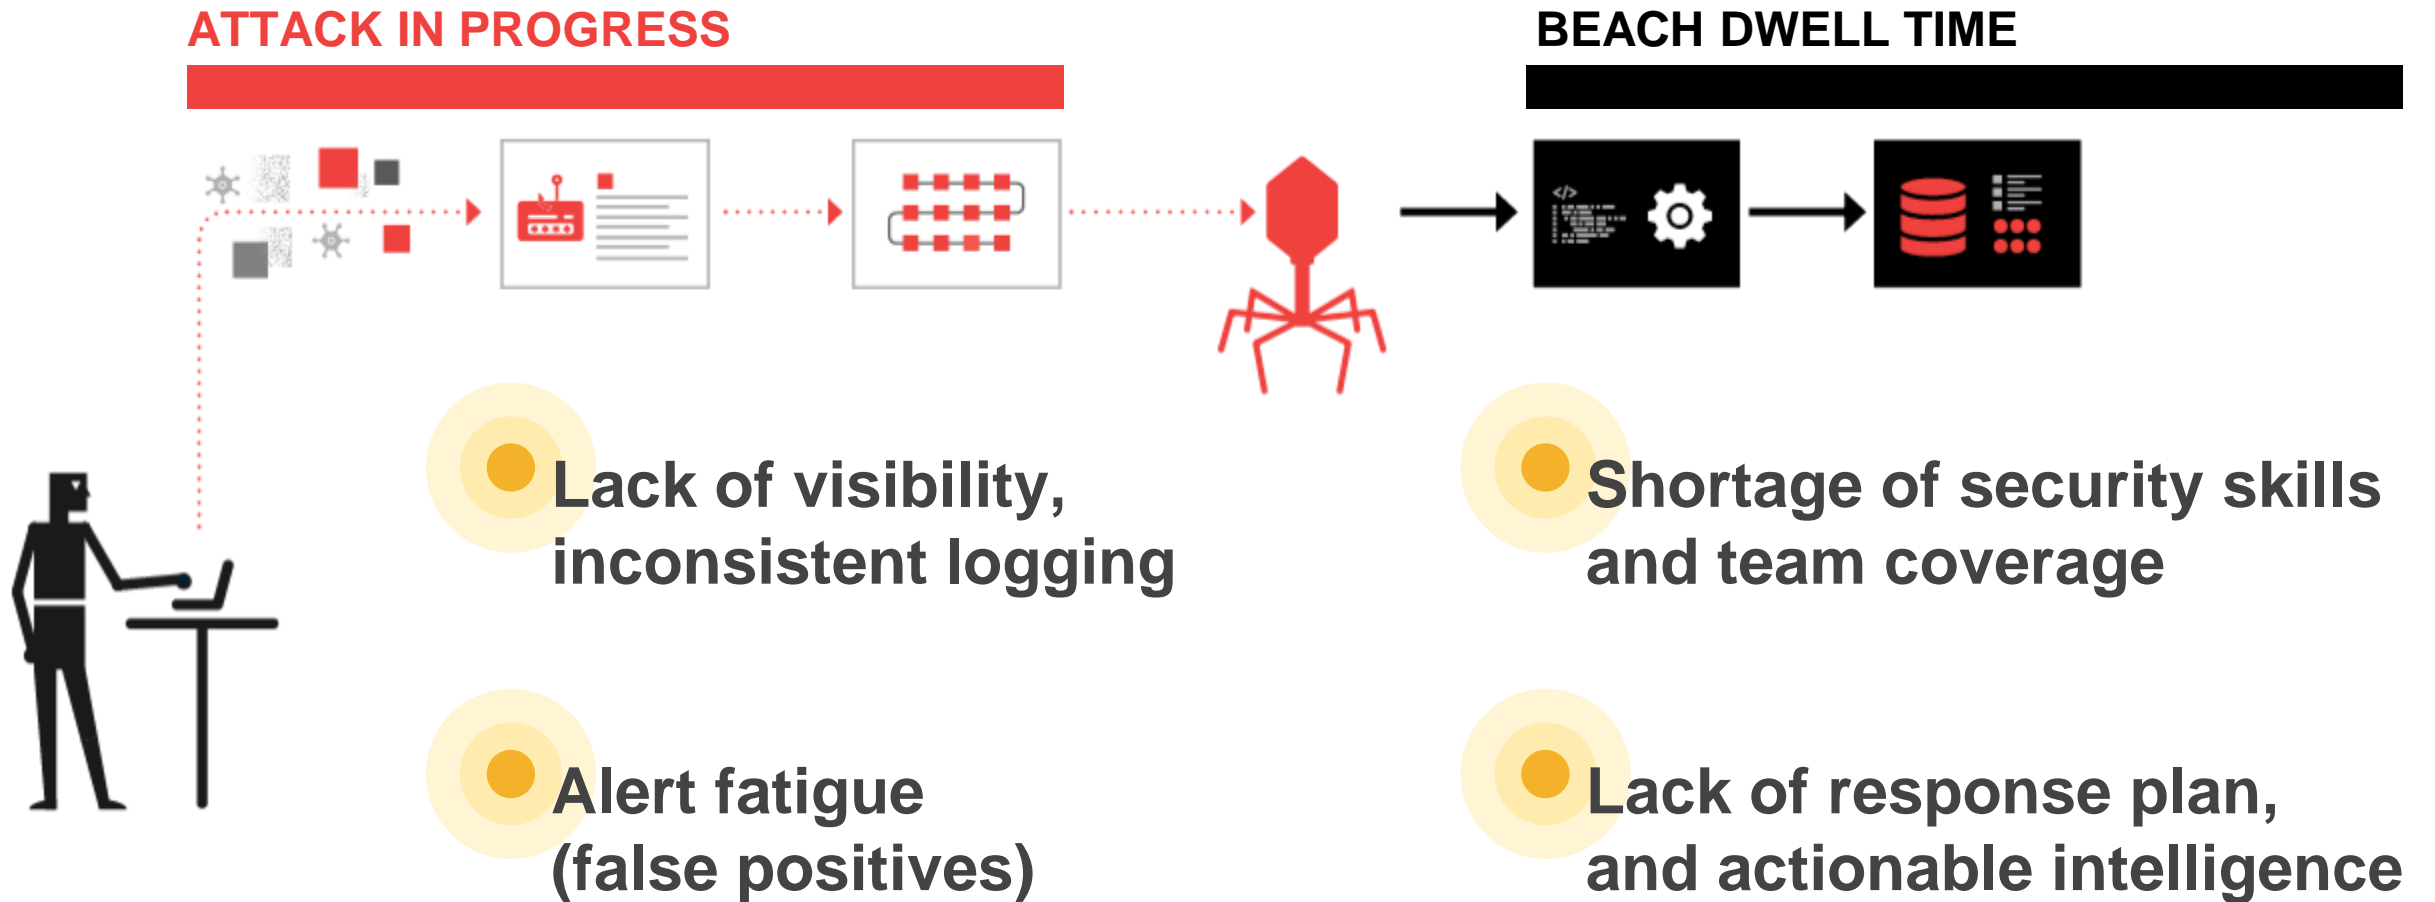 ATTACK IN PROGRESS
BEACH DWELL TIME
</>
Lack of visibility,
inconsistent logging
Shortage of security skills
and team coverage
Alert fatigue
(false positives)
Lack of response plan,
and actionable intelligence